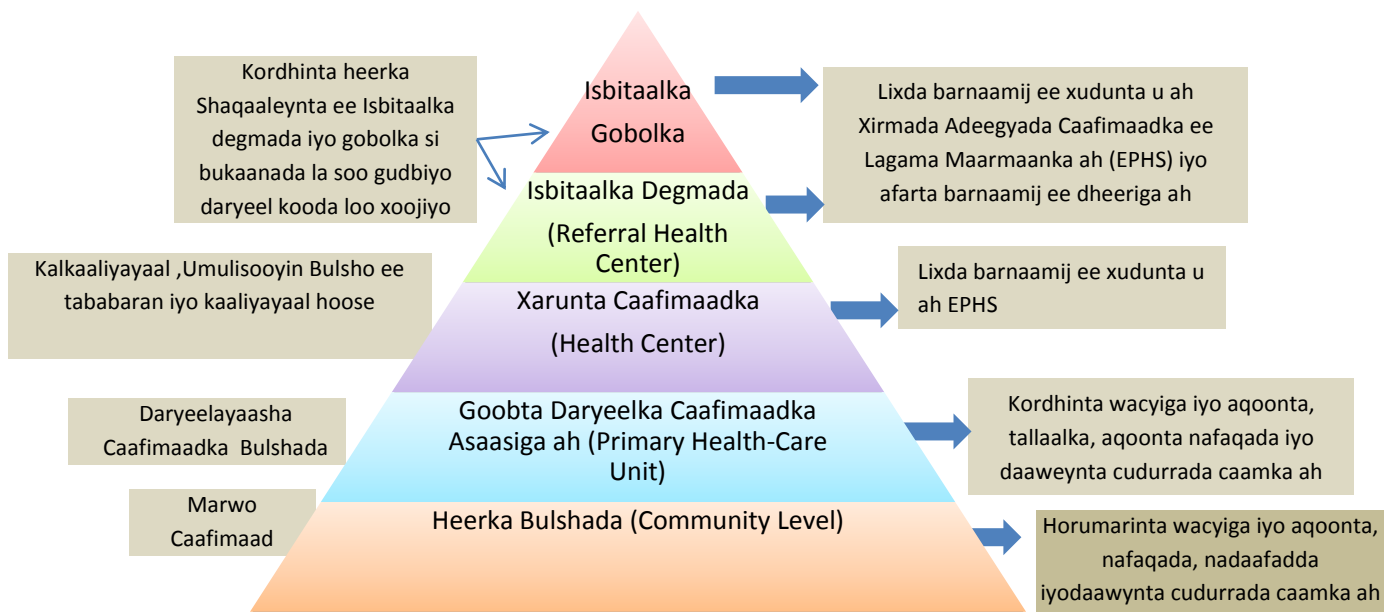 Kordhinta heerka
Shaqaaleynta ee Isbitaalka
degmada iyo gobolka si
bukaanada la soo gudbiyo
daryeel kooda loo xoojiyo
Isbitaalka
Gobolka
Lixda barnaamij ee xudunta u ah
Xirmada Adeegyada Caafimaadka ee
Lagama Maarmaanka ah (EPHS) iyo
afarta barnaamij ee dheeriga ah
Isbitaalka Degmada
(Referral Health
Center)
Kalkaaliyayaal ,Umulisooyin Bulsho ee
tababaran iyo kaaliyayaal hoose
Xarunta Caafimaadka
(Health Center)
Lixda barnaamij ee xudunta u
ah EPHS
Daryeelayaasha
Caafimaadka Bulshada
Goobta Daryeelka Caafimaadka
Asaasiga ah (Primary Health-Care
Unit)
Kordhinta wacyiga iyo aqoonta,
tallaalka, aqoonta nafaqada iyo
daaweynta cudurrada caamka ah
Marwo
Caafimaad
Heerka Bulshada (Community Level)
Horumarinta wacyiga iyo aqoonta,
nafaqada, nadaafadda
iyodaawynta cudurrada caamka ah